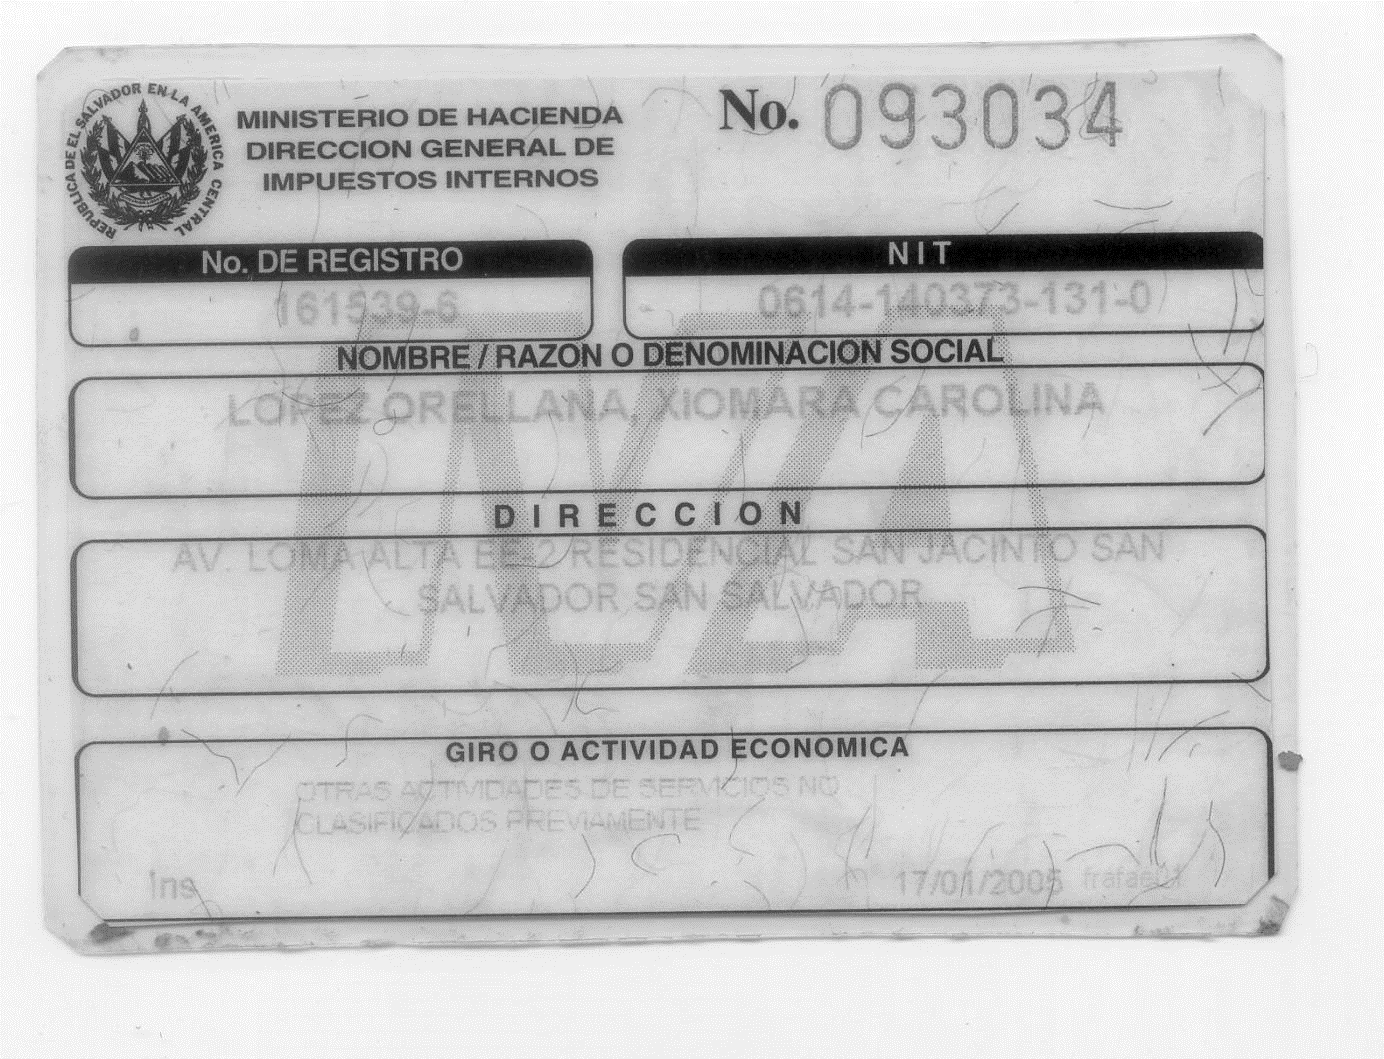 REPUBLICA DE EL SALVADOR EN LA AMERICA CENTRAL
MINISTERIO DE HACIENDA
DIRECCION GENERAL DE
IMPUESTOS INTERNOS
No. 093034
No. DE REGISTRO
161539-6
NIT
0614-140373-131-0
NOMBRE / RAZON O DENOMINACION SOCIAL
LOPEZ ORELLANA, XIOMARA CAROLINA
DIRECCION
AV. LOMA ALTA EE-2 RESIDENCIAL SAN JACINTO SAN
SALVADOR SAN SALVADOR
IVA
GIRO O ACTIVIDAD ECONOMICA
OTRAS ACTIVIDADES DE SERVICIOS NO
CLASIFICADOS PREVIAMENTE
Ins
17/01/2005 frafae01